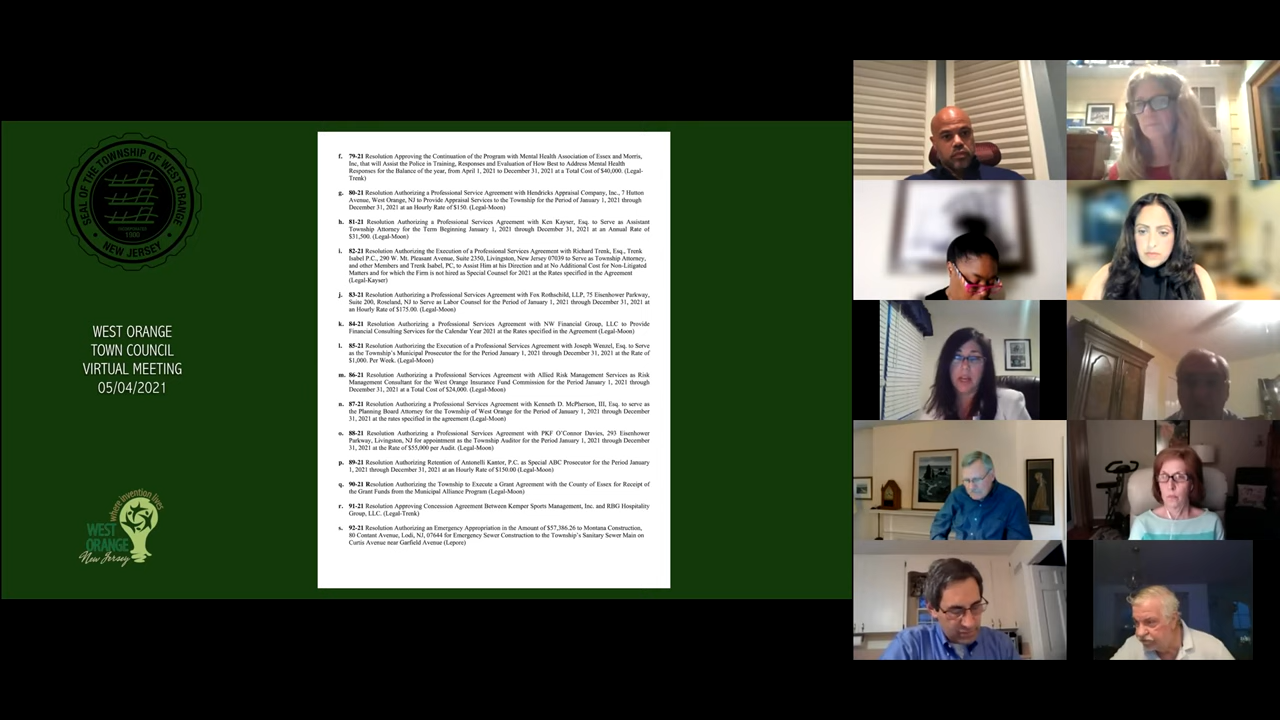 SEAL OF THE TOWNSHIP OF WEST ORANGE
INCORPORATED
1900
NEW JERSEY
WEST ORANGE
TOWN COUNCIL
VIRTUAL MEETING
05/04/2021
where invention lives
WEST
ORANGE
New Jersey
f. 79-21 Resolution Approving the Continuation of the Program with Mental Health Association of Essex and Morris,
Inc, that will Assist the Police in Training, Responses and Evaluation of How Best to Address Mental Health
Responses for the Balance of the year, from April 1, 2021 to December 31, 2021 at a Total Cost of $40,000. (Legal-
Trenk)
g. 80-21 Resolution Authorizing a Professional Service Agreement with Hendricks Appraisal Company, Inc., 7 Hutton
Avenue, West Orange, NJ to Provide Appraisal Services to the Township for the Period of January 1, 2021 through
December 31, 2021 at an Hourly Rate of $150. (Legal-Moon)
h. 81-21 Resolution Authorizing a Professional Services Agreement with Ken Kayser, Esq. to Serve as Assistant
Township Attorney for the Term Beginning January 1, 2021 through December 31, 2021 at an Annual Rate of
$31,500. (Legal-Moon)
i. 82-21 Resolution Authorizing the Execution of a Professional Services Agreement with Richard Trenk, Esq., Trenk
Isabel P.C., 290 W. Mt. Pleasant Avenue, Suite 2350, Livingston, New Jersey 07039 to Serve as Township Attorney,
and other Members and Trenk Isabel, PC, to Assist Him at his Direction and at No Additional Cost for Non-Litigated
Matters and for which the Firm is not hired as Special Counsel for 2021 at the Rates specified in the Agreement
(Legal-Kayser)
j. 83-21 Resolution Authorizing a Professional Services Agreement with Fox Rothschild, LLP, 75 Eisenhower Parkway,
Suite 200, Roseland, NJ to Serve as Labor Counsel for the Period of January 1, 2021 through December 31, 2021 at
an Hourly Rate of $175.00. (Legal-Moon)
k. 84-21 Resolution Authorizing a Professional Services Agreement with NW Financial Group, LLC to Provide
Financial Consulting Services for the Calendar Year 2021 at the Rates specified in the Agreement (Legal-Moon)
l. 85-21 Resolution Authorizing the Execution of a Professional Services Agreement with Joseph Wenzel, Esq. to Serve
as the Township's Municipal Prosecutor the for the Period January 1, 2021 through December 31, 2021 at the Rate of
$1,000. Per Week. (Legal-Moon)
m. 86-21 Resolution Authorizing a Professional Services Agreement with Allied Risk Management Services as Risk
Management Consultant for the West Orange Insurance Fund Commission for the Period January 1, 2021 through
December 31, 2021 at a Total Cost of $24,000. (Legal-Moon)
n. 87-21 Resolution Authorizing a Professional Services Agreement with Kenneth D. McPherson, III, Esq. to serve as
the Planning Board Attorney for the Township of West Orange for the Period of January 1, 2021 through December
31, 2021 at the rates specified in the agreement (Legal-Moon)
o. 88-21 Resolution Authorizing a Professional Services Agreement with PKF O'Connor Davies, 293 Eisenhower
Parkway, Livingston, NJ for appointment as the Township Auditor for the Period January 1, 2021 through December
31, 2021 at the Rate of $55,000 per Audit. (Legal-Moon)
p. 89-21 Resolution Authorizing Retention of Antonelli Kantor, P.C. as Special ABC Prosecutor for the Period January
1, 2021 through December 31, 2021 at an Hourly Rate of $150.00 (Legal-Moon)
q. 90-21 Resolution Authorizing the Township to Execute a Grant Agreement with the County of Essex for Receipt of
the Grant Funds from the Municipal Alliance Program (Legal-Moon)
r. 91-21 Resolution Approving Concession Agreement Between Kemper Sports Management, Inc. and RBG Hospitality
Group, LLC. (Legal-Trenk)
s. 92-21 Resolution Authorizing an Emergency Appropriation in the Amount of $57,386.26 to Montana Construction,
80 Contant Avenue, Lodi, NJ, 07644 for Emergency Sewer Construction to the Township's Sanitary Sewer Main on
Curtis Avenue near Garfield Avenue (Lepore)